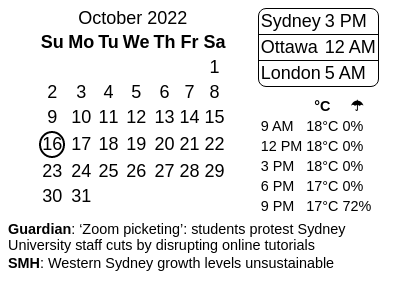 October 2022
Su Mo Tu We Th Fr Sa
1
2 3 4 5 6 7 8
9 10 11 12 13 14 15
16 17 18 19 20 21 22
23 24 25 26 27 28 29
30 31
Sydney 3 PM
Ottawa 12 AM
London 5 AM
°C ☂
9 AM 18°C 0%
12 PM 18°C 0%
3 PM 18°C 0%
6 PM 17°C 0%
9 PM 17°C 72%
Guardian: ‘Zoom picketing’: students protest Sydney
University staff cuts by disrupting online tutorials
SMH: Western Sydney growth levels unsustainable